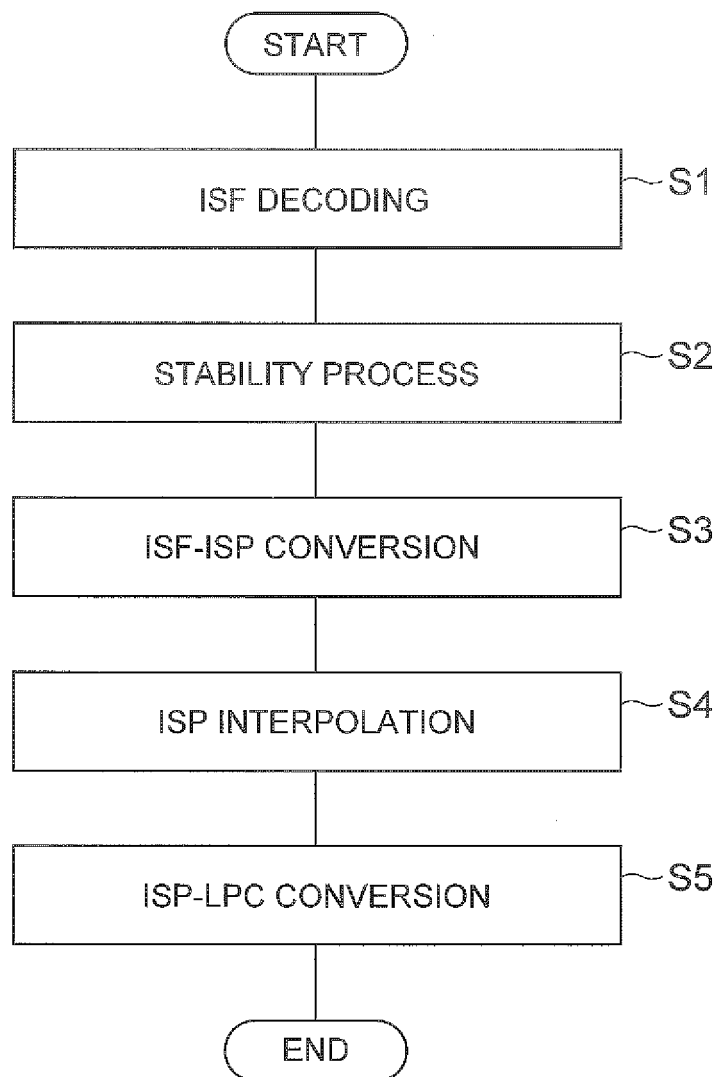 START
ISF DECODING
S1
STABILITY PROCESS
S2
ISF-ISP CONVERSION
S3
ISP INTERPOLATION
S4
ISP-LPC CONVERSION
S5
END